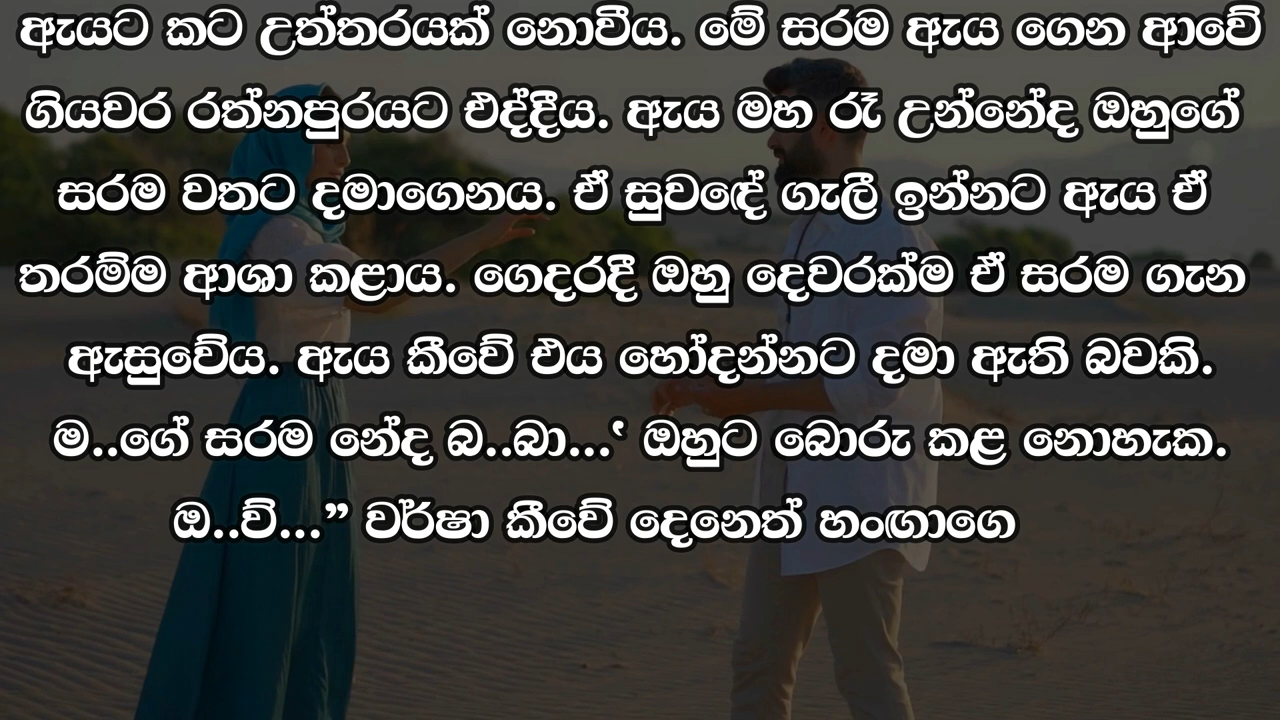 ඇයට කට උත්තරයක් නොවීය. මේ සරම ඇය ගෙන ආවේ
ගියවර රත්නපුරයට එද්දීය. ඇය මහ රෑ උන්නේද ඔහුගේ
සරම වතට දමාගෙනය. ඒ සුවඳේ ගැලී ඉන්නට ඇය ඒ
තරම්ම ආශා කළාය. ගෙදරදී ඔහු දෙවරක්ම ඒ සරම ගැන
ඇසුවේය. ඇය කීවේ එය හෝදන්නට දමා ඇති බවකි.
ම..ගේ සරම නේද බ..බා...‛ ඔහුට බොරු කළ නොහැක.
ඔ..ව්...” වර්ෂා කීවේ දෙනෙත් හංඟාගෙ